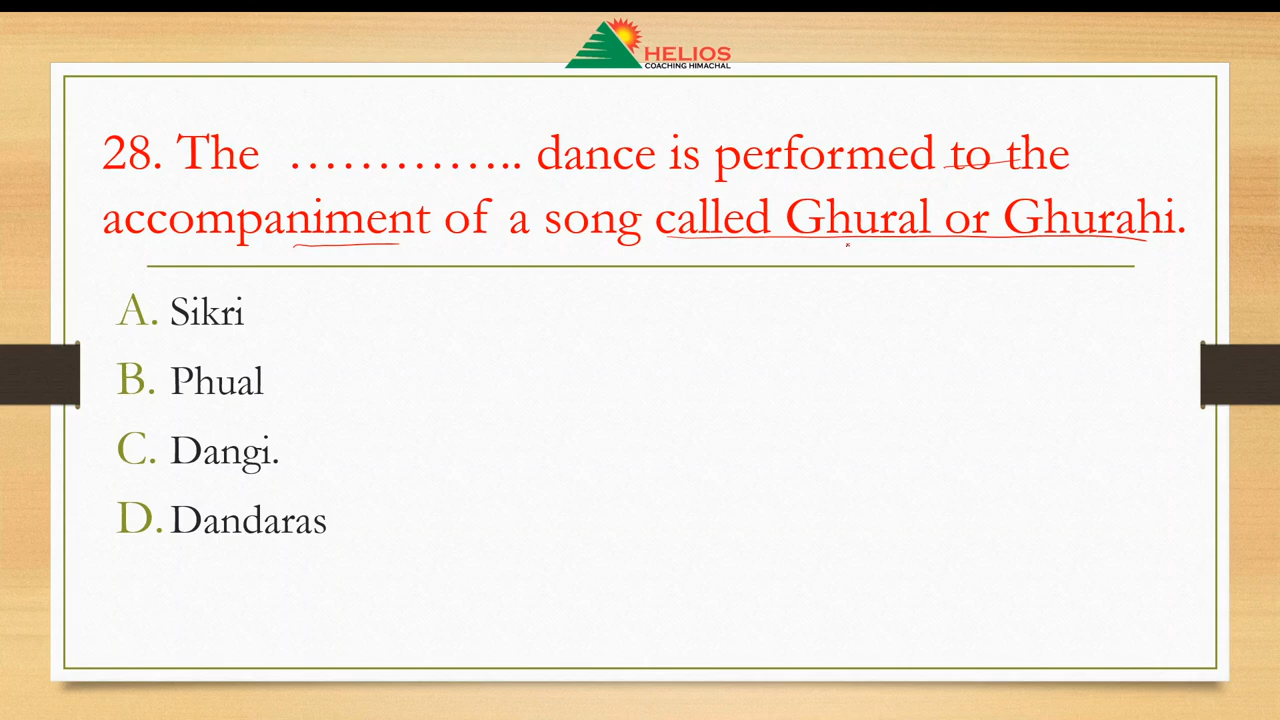 HELIOS
COACHING HIMACHAL
28. The ………….. dance is performed to the
accompaniment of a song called Ghural or Ghurahi.
A. Sikri
B. Phual
C. Dangi.
D. Dandaras